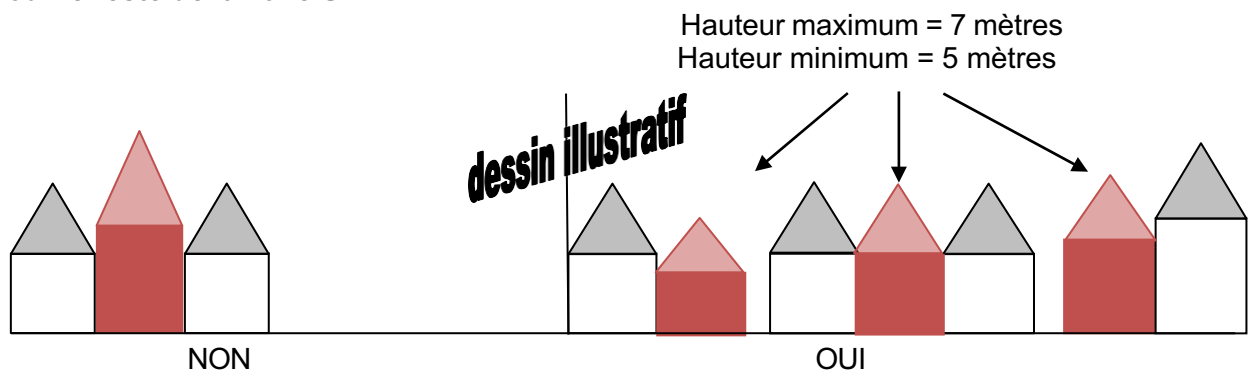 Hauteur maximum = 7 mètres
Hauteur minimum = 5 mètres
dessin illustratif
NON
OUI